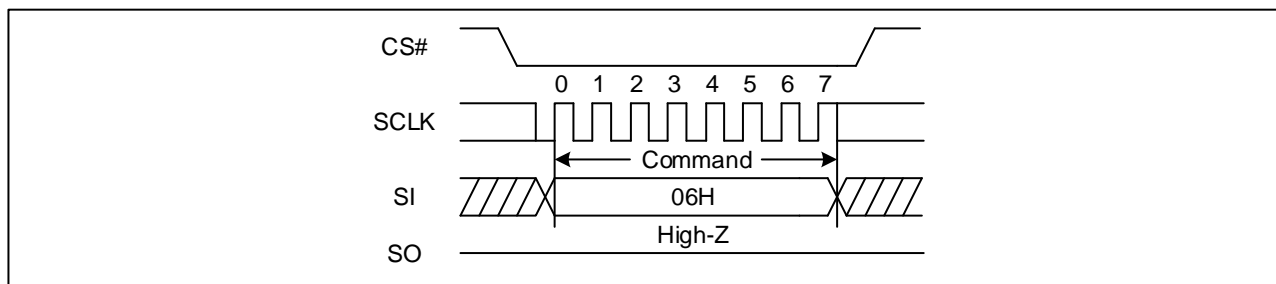 CS#
0 1 2 3 4 5 6 7
SCLK
Command
SI
06H
High-Z
SO